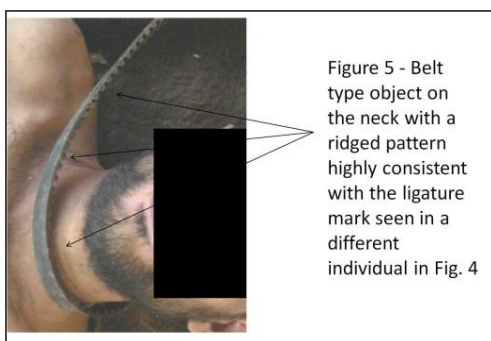 Figure 5 - Belt
type object on
the neck with a
ridged pattern
highly consistent
with the ligature
mark seen in a
different
individual in Fig. 4